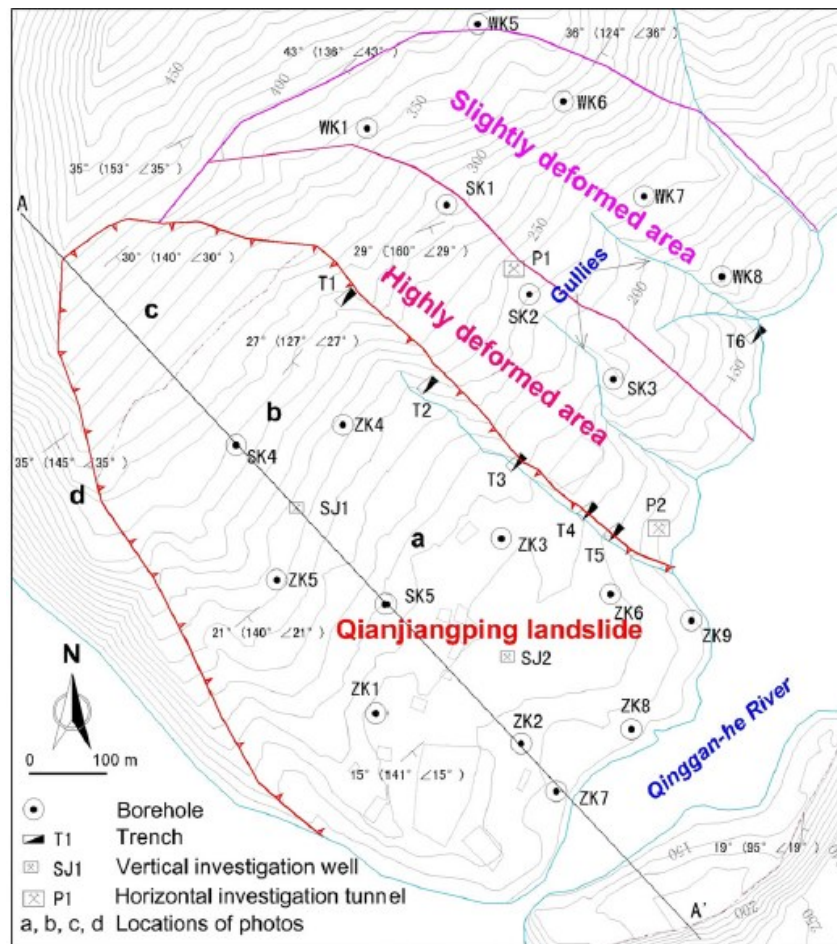 WK5
36° (124° ∠36°)
43° (136° ∠43°)
450
400
350
WK6
Slightly deformed area
WK1
300
35° (153° ∠35°)
SK1
WK7
A
250
29° (160° ∠29°)
P1
Gullies
30° (140° ∠30°)
WK8
T1
Highly deformed area
SK2
200
c
T6
27° (127° ∠27°)
150
SK3
T2
b
ZK4
35° (145° ∠35°)
SK4
T3
d
SJ1
P2
T4
a
T5
ZK3
ZK5
SK5
ZK6
21° (140° ∠21°)
Qianjiangping landslide
ZK9
N
SJ2
ZK1
ZK8
Qinggan-he River
0 100 m
ZK2
15° (141° ∠15°)
ZK7
Borehole
T1 Trench
150
19° (95° ∠19°)
SJ1 Vertical investigation well
P1 Horizontal investigation tunnel
A'
200
250
a, b, c, d Locations of photos